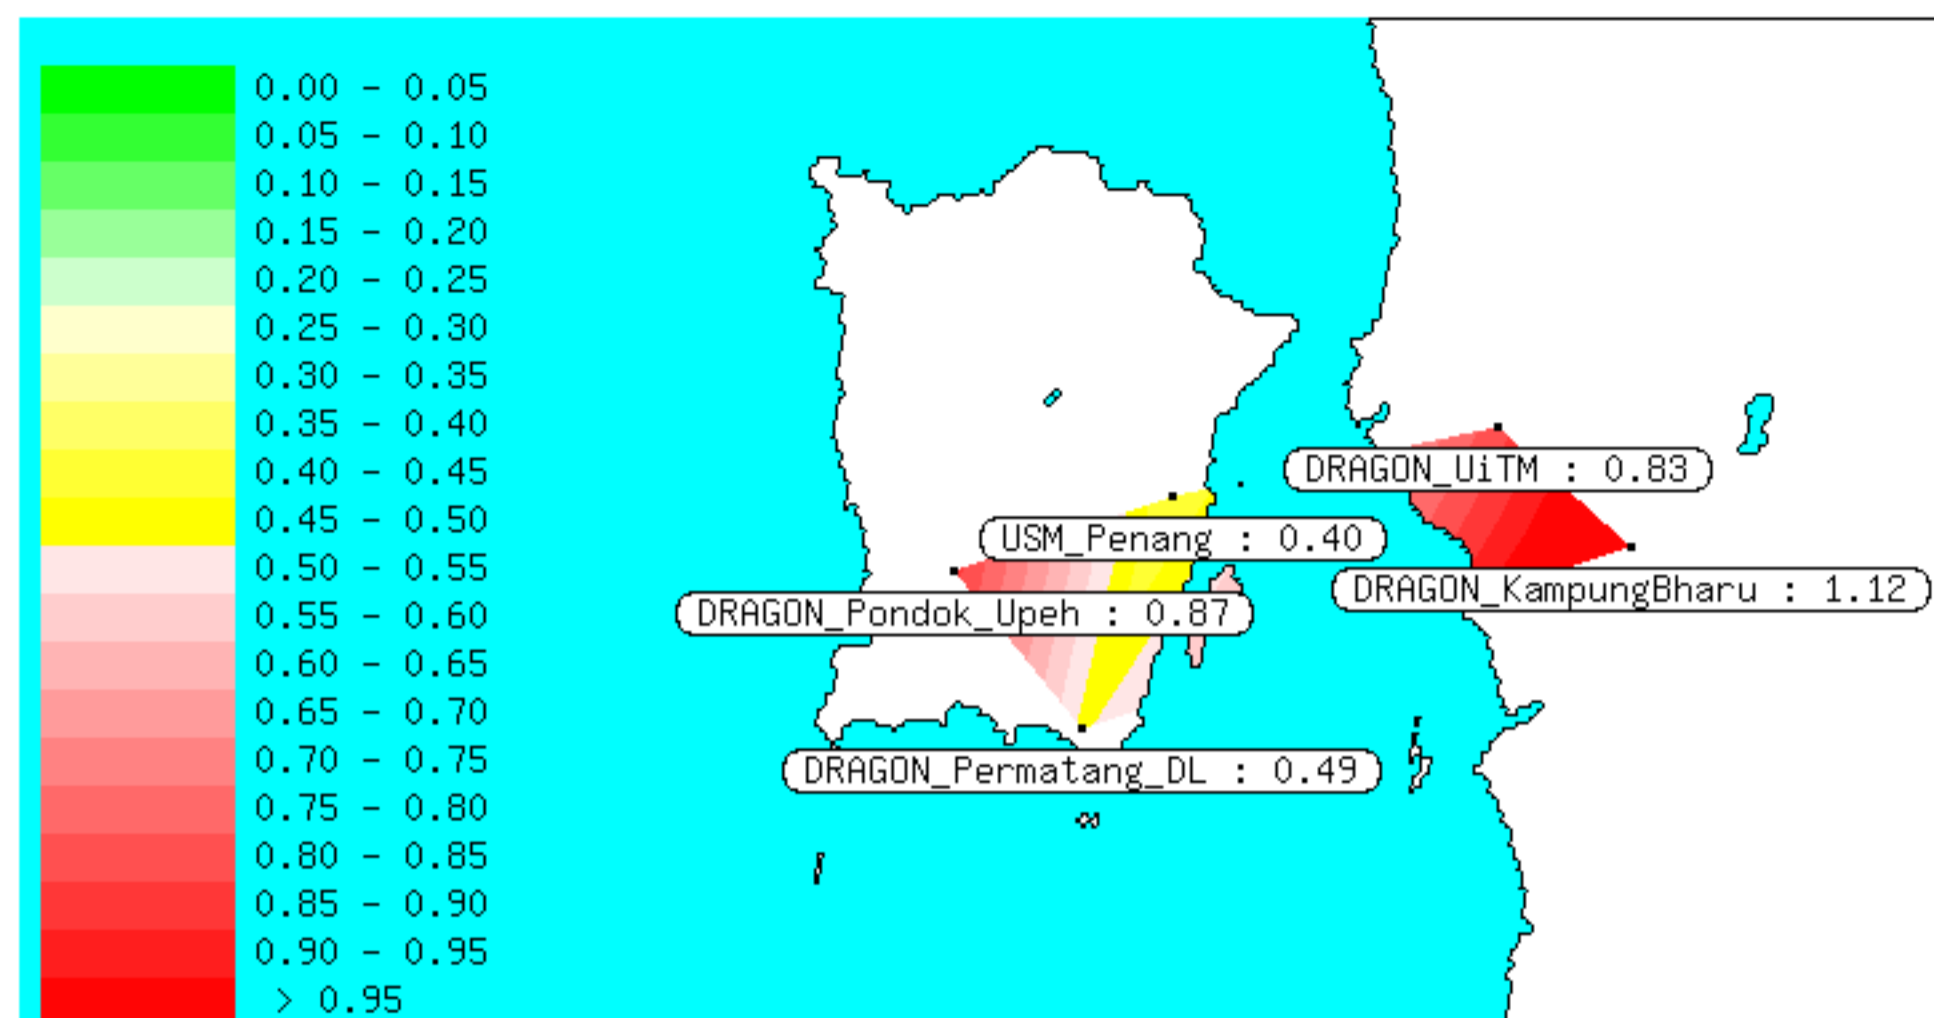 0.00 - 0.05
0.05 - 0.10
0.10 - 0.15
0.15 - 0.20
0.20 - 0.25
0.25 - 0.30
0.30 - 0.35
0.35 - 0.40
0.40 - 0.45
0.45 - 0.50
0.50 - 0.55
0.55 - 0.60
0.60 - 0.65
0.65 - 0.70
0.70 - 0.75
0.75 - 0.80
0.80 - 0.85
0.85 - 0.90
0.90 - 0.95
> 0.95
DRAGON_UiTM : 0.83
USM_Penang : 0.40
DRAGON_KampungBharu : 1.12
DRAGON_Pondok_Upeh : 0.87
DRAGON_Permatang_DL : 0.49